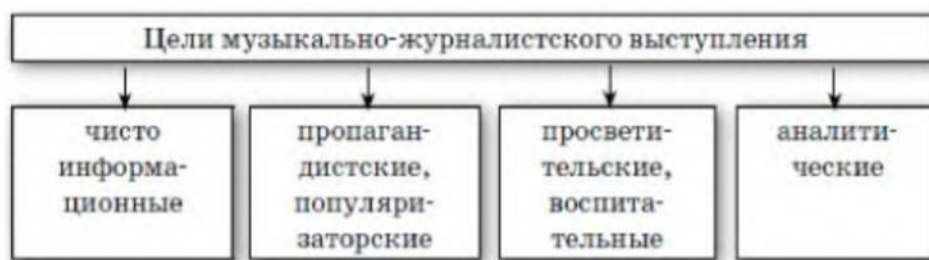 Цели музыкально-журналистского выступления
чисто
информа-
ционные
пропаган-
дистские,
популяри-
заторские
просвети-
тельские,
воспита-
тельные
аналити-
ческие